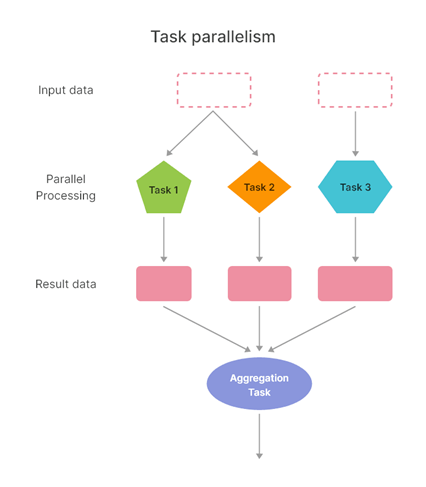 Task parallelism
Input data
Parallel
Processing
Task 1
Task 2
Task 3
Result data
Aggregation
Task